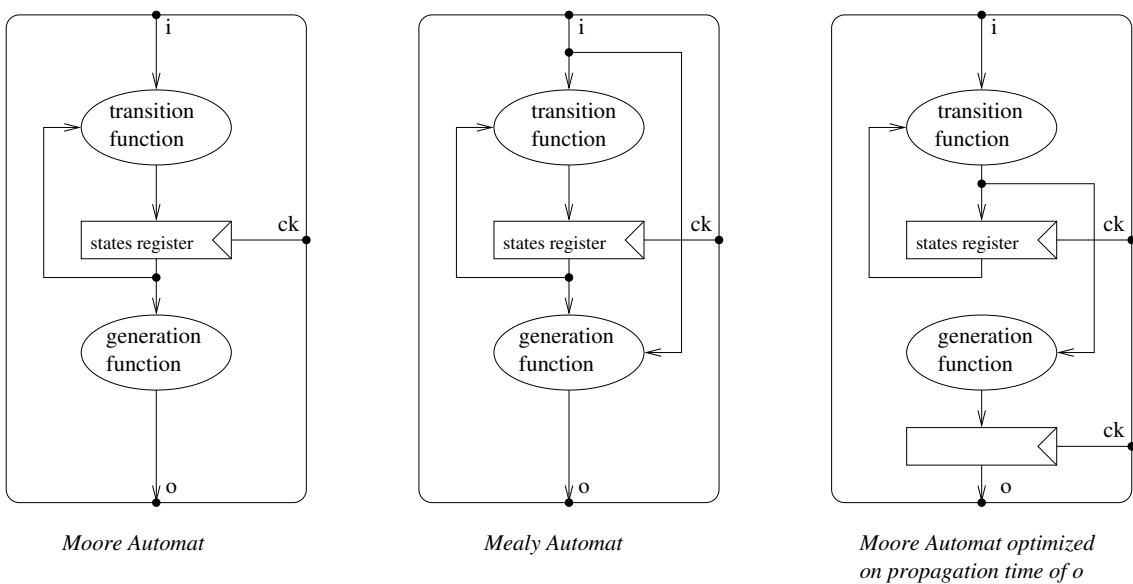 i
transition
function
ck
states register
generation
function
o
Moore Automat
i
transition
function
ck
states register
generation
function
o
Mealy Automat
i
transition
function
ck
states register
generation
function
ck
o
Moore Automat optimized
on propagation time of o